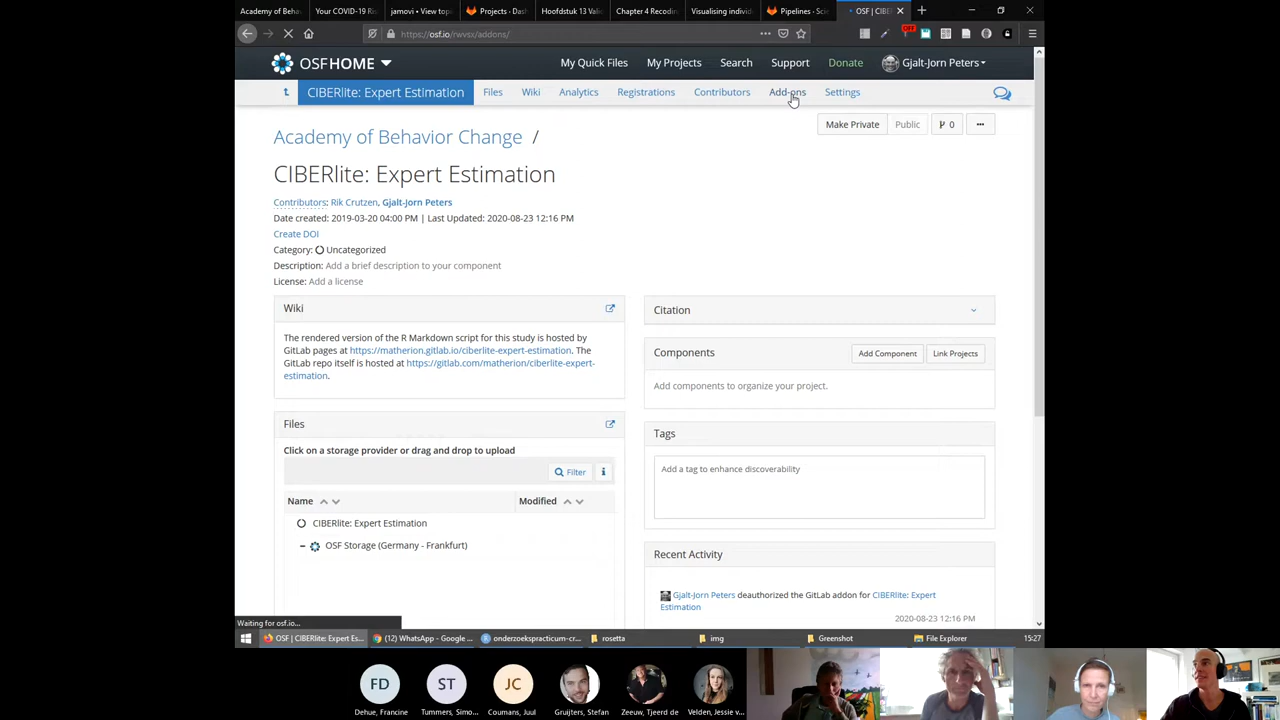 Academy of Beha
Your COVID-19 Ri
jamovi • View top
Projects · Dash
Hoofdstuk 13 Valid
Chapter 4 Recodin
Visualising individ
Pipelines · Scie
OSF | CIBER
https://osf.io/rwvsx/addons/
OFF
OSFHOME
My Quick Files
My Projects
Search
Support
Donate
Gjalt-Jorn Peters
CIBERlite: Expert Estimation
Files
Wiki
Analytics
Registrations
Contributors
Add-ons
Settings
Make Private
Public
0
Academy of Behavior Change /
CIBERlite: Expert Estimation
Contributors: Rik Crutzen, Gjalt-Jorn Peters
Date created: 2019-03-20 04:00 PM | Last Updated: 2020-08-23 12:16 PM
Create DOI
Category: Uncategorized
Description: Add a brief description to your component
License: Add a license
Wiki
The rendered version of the R Markdown script for this study is hosted by
GitLab pages at https://matherion.gitlab.io/ciberlite-expert-estimation. The
GitLab repo itself is hosted at https://gitlab.com/matherion/ciberlite-expert-
estimation.
Files
Click on a storage provider or drag and drop to upload
Filter
i
Name
Modified
CIBERlite: Expert Estimation
OSF Storage (Germany - Frankfurt)
Citation
Components
Add Component
Link Projects
Add components to organize your project.
Tags
Add a tag to enhance discoverability
Recent Activity
Gjalt-Jorn Peters deauthorized the GitLab addon for CIBERlite: Expert
Estimation
2020-08-23 12:16 PM
Waiting for osf.io...
OSF | CIBERlite: Expert Es...
(12) WhatsApp - Google ...
onderzoekspracticum-cr...
rosetta
img
Greenshot
File Explorer
15:27
FD
ST
JC
Dehue, Francine
Tummers, Simo...
Coumans, Juul
Gruijters, Stefan
Zeeuw, Tjeerd de
Velden, Jessie v...